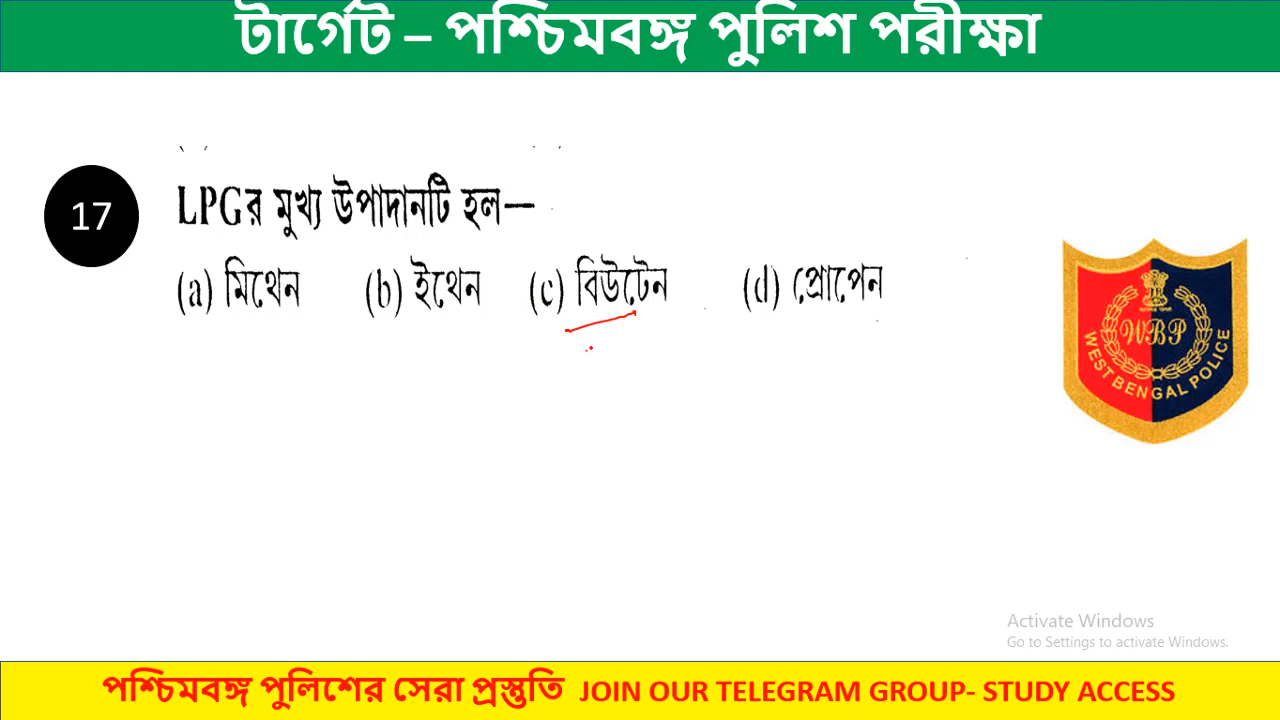 টার্গেট – পশ্চিমবঙ্গ পুলিশ পরীক্ষা
17
LPGর মুখ্য উপাদানটি হল—
(a) মিথেন (b) ইথেন (c) বিউটেন (d) প্রোপেন
WBP
WEST BENGAL POLICE
Activate Windows
Go to Settings to activate Windows.
পশ্চিমবঙ্গ পুলিশের সেরা প্রস্তুতি JOIN OUR TELEGRAM GROUP- STUDY ACCESS